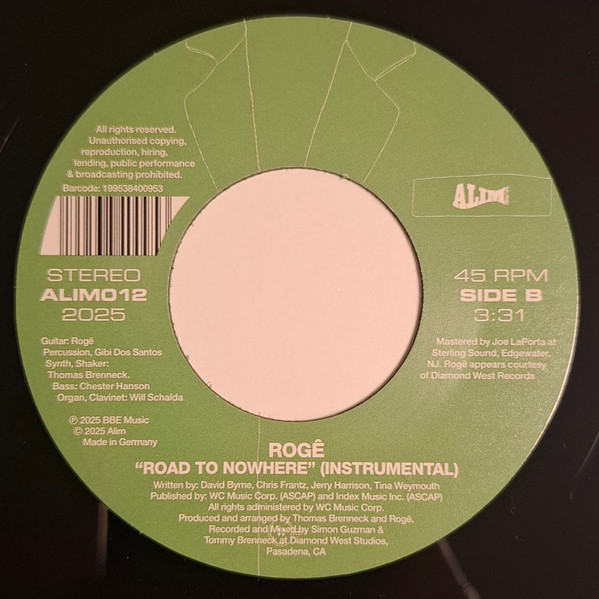 All rights reserved.
Unauthorised copying,
reproduction, hiring,
lending, public performance
& broadcasting prohibited.
Barcode: 199538400953
ALIM
STEREO
ALIM012
2025
45 RPM
SIDE B
3:31
Guitar: Rogê
Percussion, Gibi Dos Santos
Synth, Shaker:
Thomas Brenneck.
Bass: Chester Hanson
Organ, Clavinet: Will Schalda
℗ 2025 BBE Music
© 2025 Alim
Made in Germany
Mastered by Joe LaPorta at
Sterling Sound, Edgewater,
NJ. Rogê appears courtesy
of Diamond West Records.
ROGÊ
“ROAD TO NOWHERE” (INSTRUMENTAL)
Written by: David Byrne, Chris Frantz, Jerry Harrison, Tina Weymouth
Published by: WC Music Corp. (ASCAP) and Index Music Inc. (ASCAP)
All rights administered by WC Music Corp.
Produced and arranged by Thomas Brenneck and Rogê.
Recorded and Mixed by Simon Guzman &
Tommy Brenneck at Diamond West Studios,
Pasadena, CA